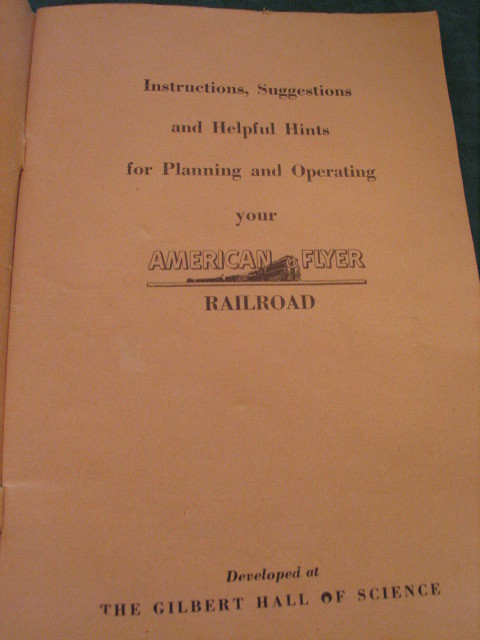 Instructions, Suggestions
and Helpful Hints
for Planning and Operating
your
AMERICAN FLYER
RAILROAD
Developed at
THE GILBERT HALL OF SCIENCE